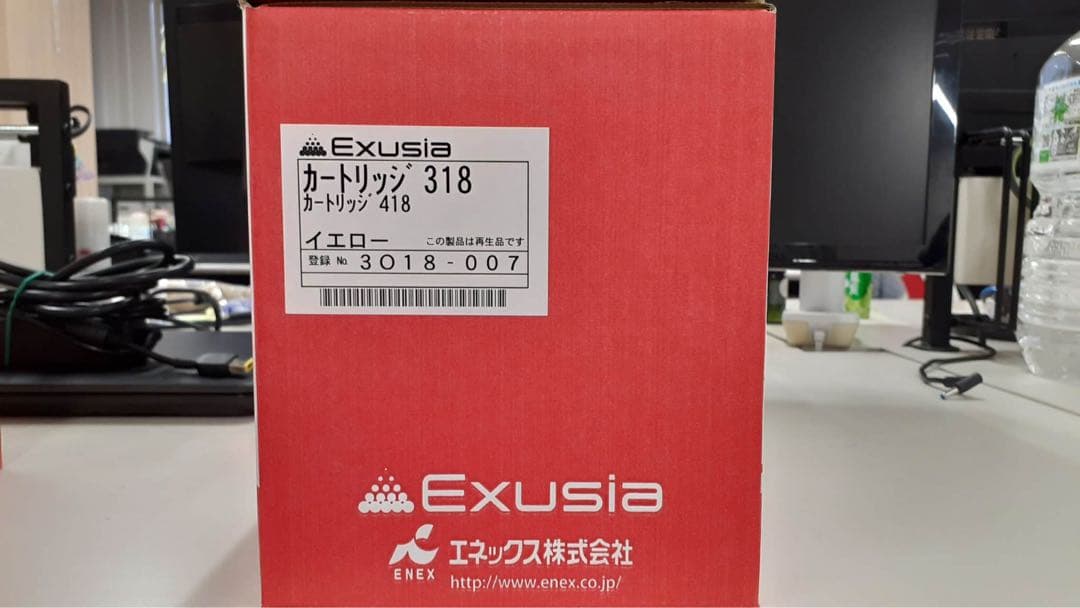 Exusia
カートリッジ 318
カートリッジ 418
イエロー この製品は再生品です
登録 No. 3018-007
Exusia
エネックス株式会社
ENEX
http://www.enex.co.jp/